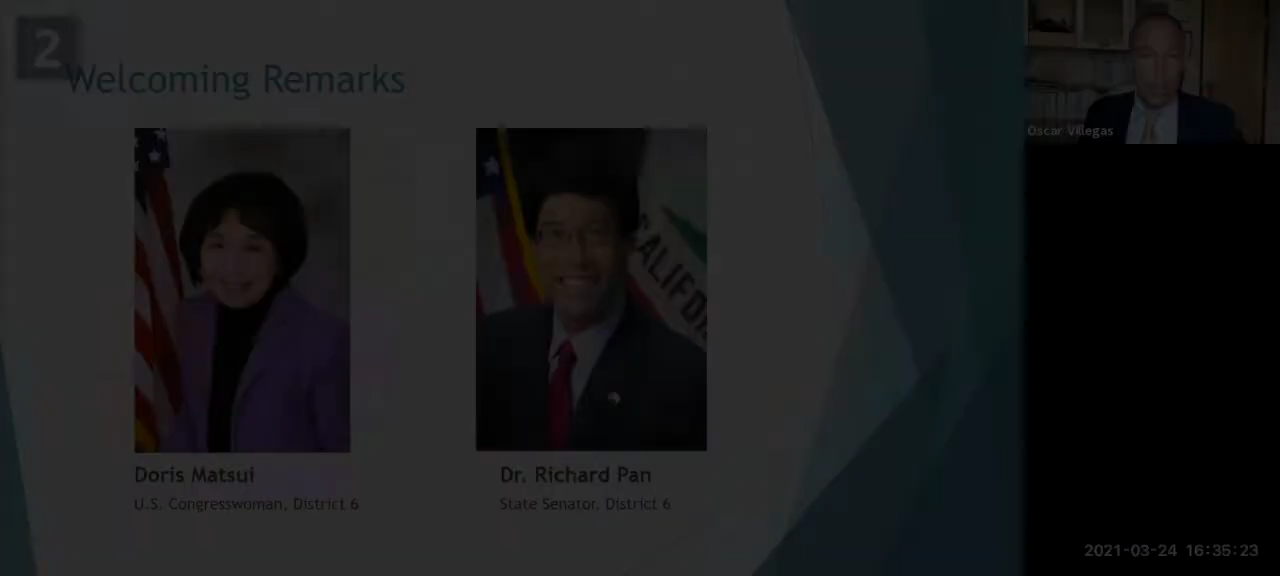 2
Welcoming Remarks
CALIFO
Doris Matsui
U.S. Congresswoman, District 6
Dr. Richard Pan
State Senator, District 6
Oscar Villegas
2021-03-24 16:35:23